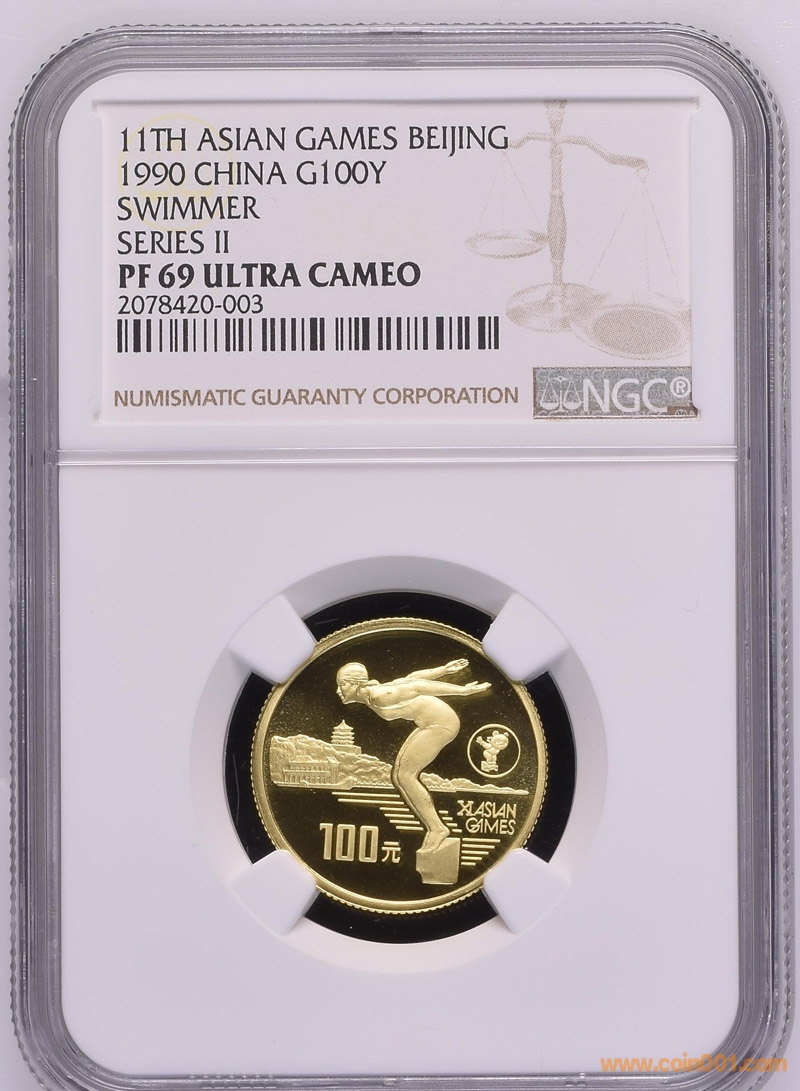 11TH ASIAN GAMES BEIJING
1990 CHINA G100Y
SWIMMER
SERIES II
PF 69 ULTRA CAMEO
2078420-003
NUMISMATIC GUARANTY CORPORATION
NGC®
XI ASIAN
GAMES
100元
www.coin001.com